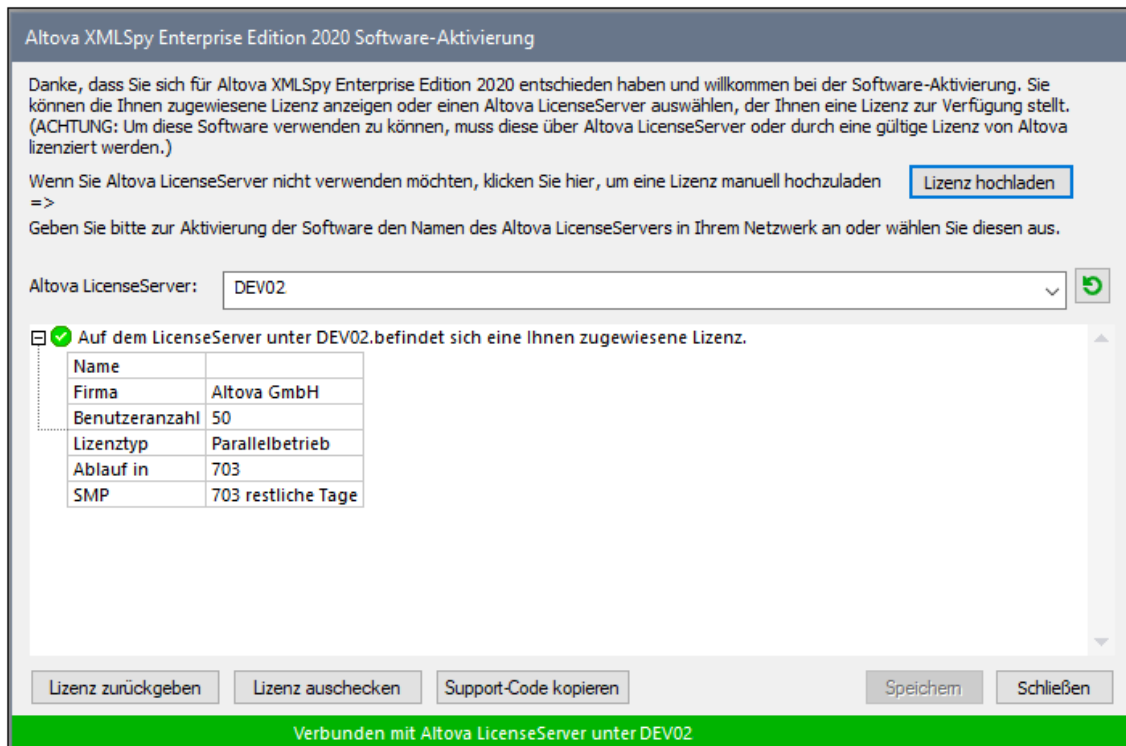 Altova XMLSpy Enterprise Edition 2020 Software-Aktivierung
Danke, dass Sie sich für Altova XMLSpy Enterprise Edition 2020 entschieden haben und willkommen bei der Software-Aktivierung. Sie
können die Ihnen zugewiesene Lizenz anzeigen oder einen Altova LicenseServer auswählen, der Ihnen eine Lizenz zur Verfügung stellt.
(ACHTUNG: Um diese Software verwenden zu können, muss diese über Altova LicenseServer oder durch eine gültige Lizenz von Altova
lizenziert werden.)
Wenn Sie Altova LicenseServer nicht verwenden möchten, klicken Sie hier, um eine Lizenz manuell hochzuladen Lizenz hochladen
=>
Geben Sie bitte zur Aktivierung der Software den Namen des Altova LicenseServers in Ihrem Netzwerk an oder wählen Sie diesen aus.
Altova LicenseServer: DEV02
Auf dem LicenseServer unter DEV02.befindet sich eine Ihnen zugewiesene Lizenz.
Name
Firma Altova GmbH
Benutzeranzahl 50
Lizenztyp Parallelbetrieb
Ablauf in 703
SMP 703 restliche Tage
Lizenz zurückgeben Lizenz auschecken Support-Code kopieren Speichern Schließen
Verbunden mit Altova LicenseServer unter DEV02